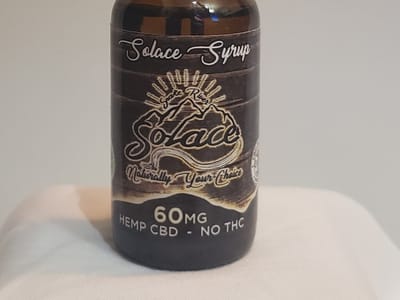 Solace Syrup
Solace
Naturally Your Choice
60MG
HEMP CBD - NO THC